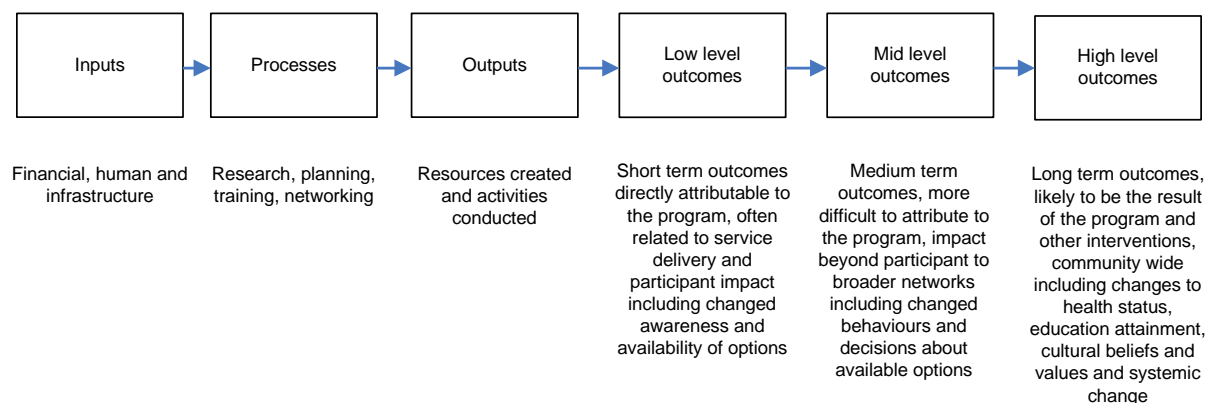 Inputs
Processes
Outputs
Low level
outcomes
Mid level
outcomes
High level
outcomes
Financial, human and
infrastructure
Research, planning,
training, networking
Resources created
and activities
conducted
Short term outcomes
directly attributable to
the program, often
related to service
delivery and
participant impact
including changed
awareness and
availability of options
Medium term
outcomes, more
difficult to attribute to
the program, impact
beyond participant to
broader networks
including changed
behaviours and
decisions about
available options
Long term outcomes,
likely to be the result
of the program and
other interventions,
community wide
including changes to
health status,
education attainment,
cultural beliefs and
values and systemic
change